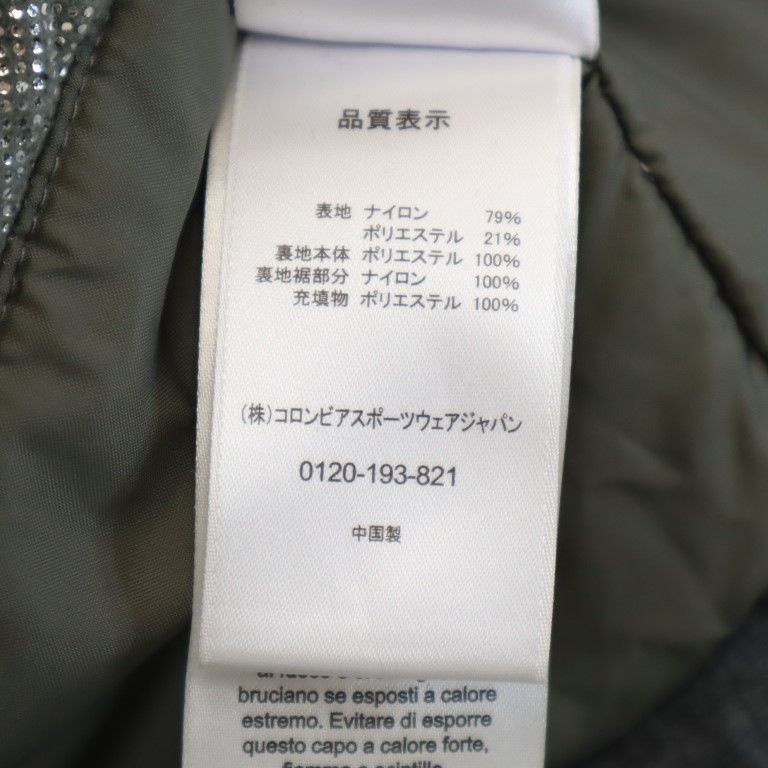 品質表示
表地 ナイロン 79%
ポリエステル 21%
裏地本体 ポリエステル 100%
裏地裾部分 ナイロン 100%
充填物 ポリエステル 100%
(株)コロンビアスポーツウェアジャパン
0120-193-821
中国製
bruciano se esposti a calore
estremo. Evitare di esporre
questo capo a calore forte,
fiamme o scintille